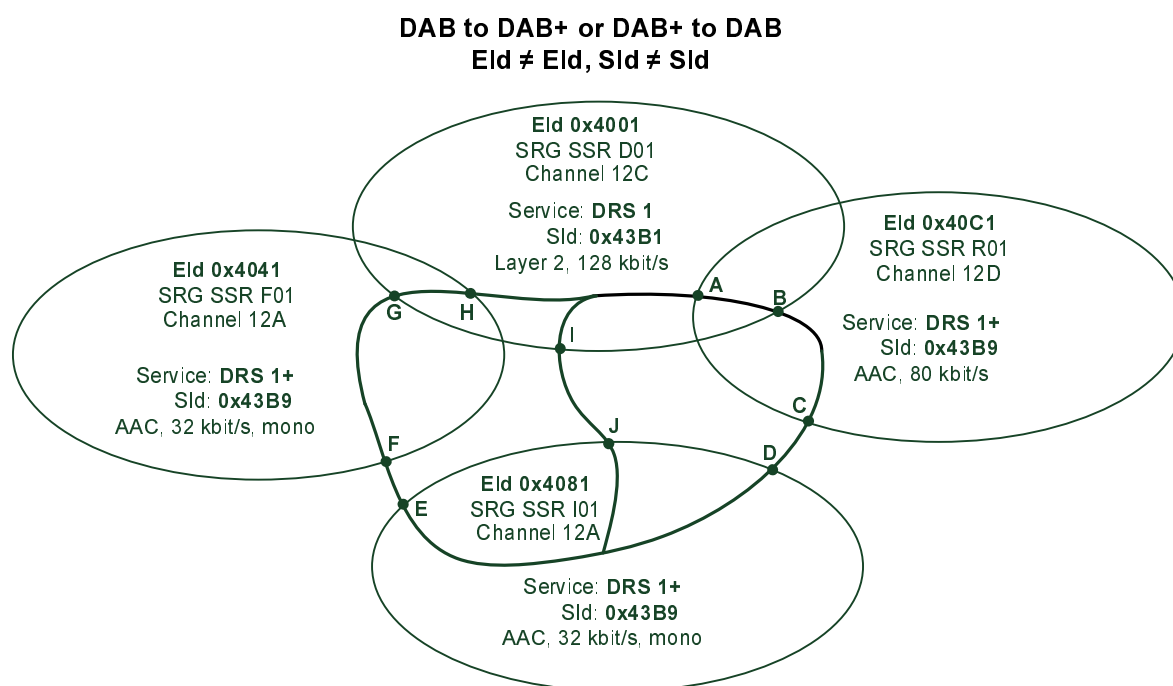 DAB to DAB+ or DAB+ to DAB
EId ≠ EId, SId ≠ SId
EId 0x4001
SRG SSR D01
Channel 12C
Service: DRS 1
SId: 0x43B1
Layer 2, 128 kbit/s
EId 0x40C1
SRG SSR R01
Channel 12D
Service: DRS 1+
SId: 0x43B9
AAC, 80 kbit/s
EId 0x4041
SRG SSR F01
Channel 12A
Service: DRS 1+
SId: 0x43B9
AAC, 32 kbit/s, mono
A
B
G
H
I
C
J
D
F
E
EId 0x4081
SRG SSR I01
Channel 12A
Service: DRS 1+
SId: 0x43B9
AAC, 32 kbit/s, mono